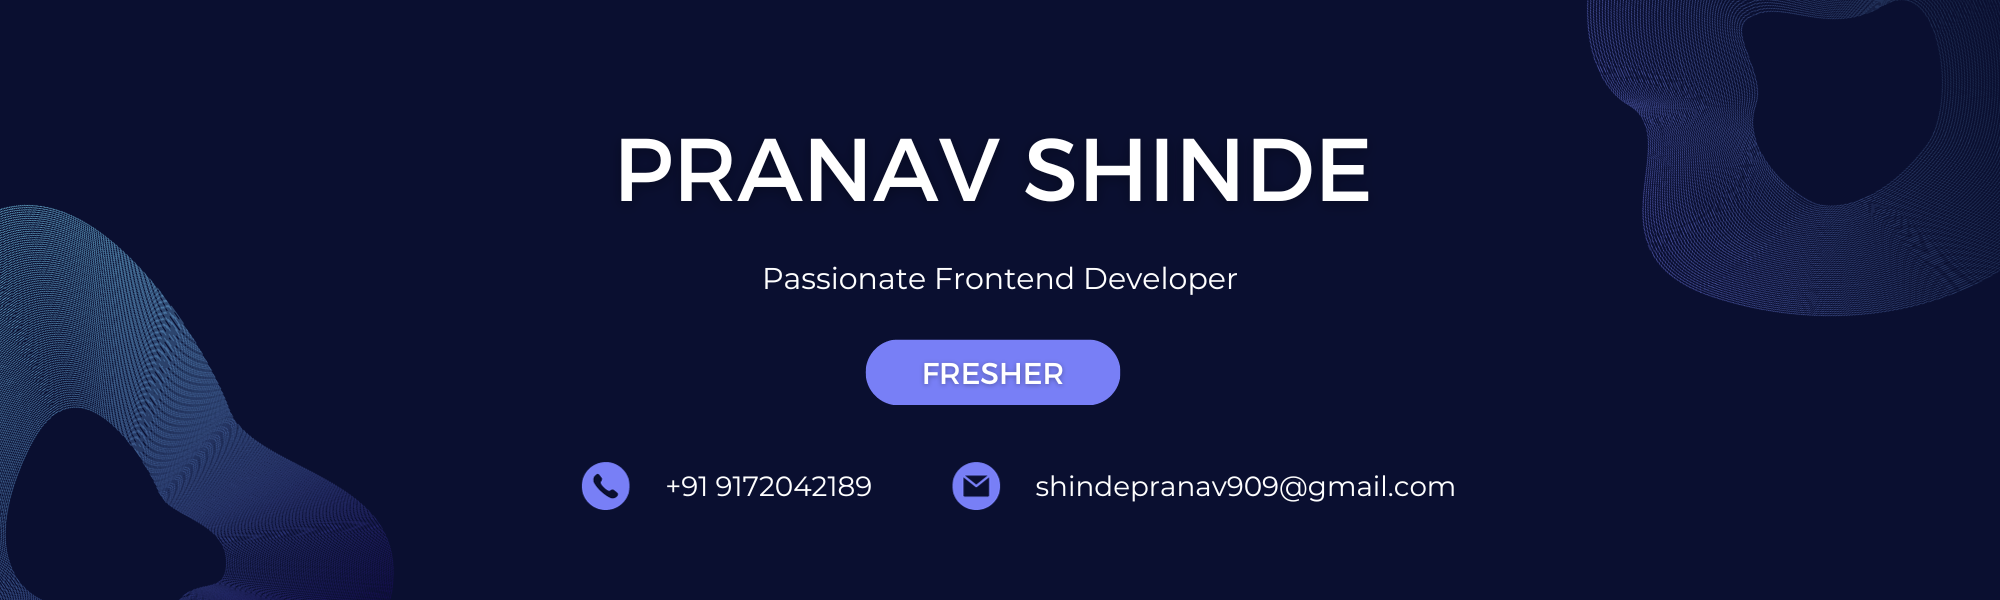 PRANAV SHINDE
Passionate Frontend Developer
FRESHER
+91 9172042189 shindepranav909@gmail.com